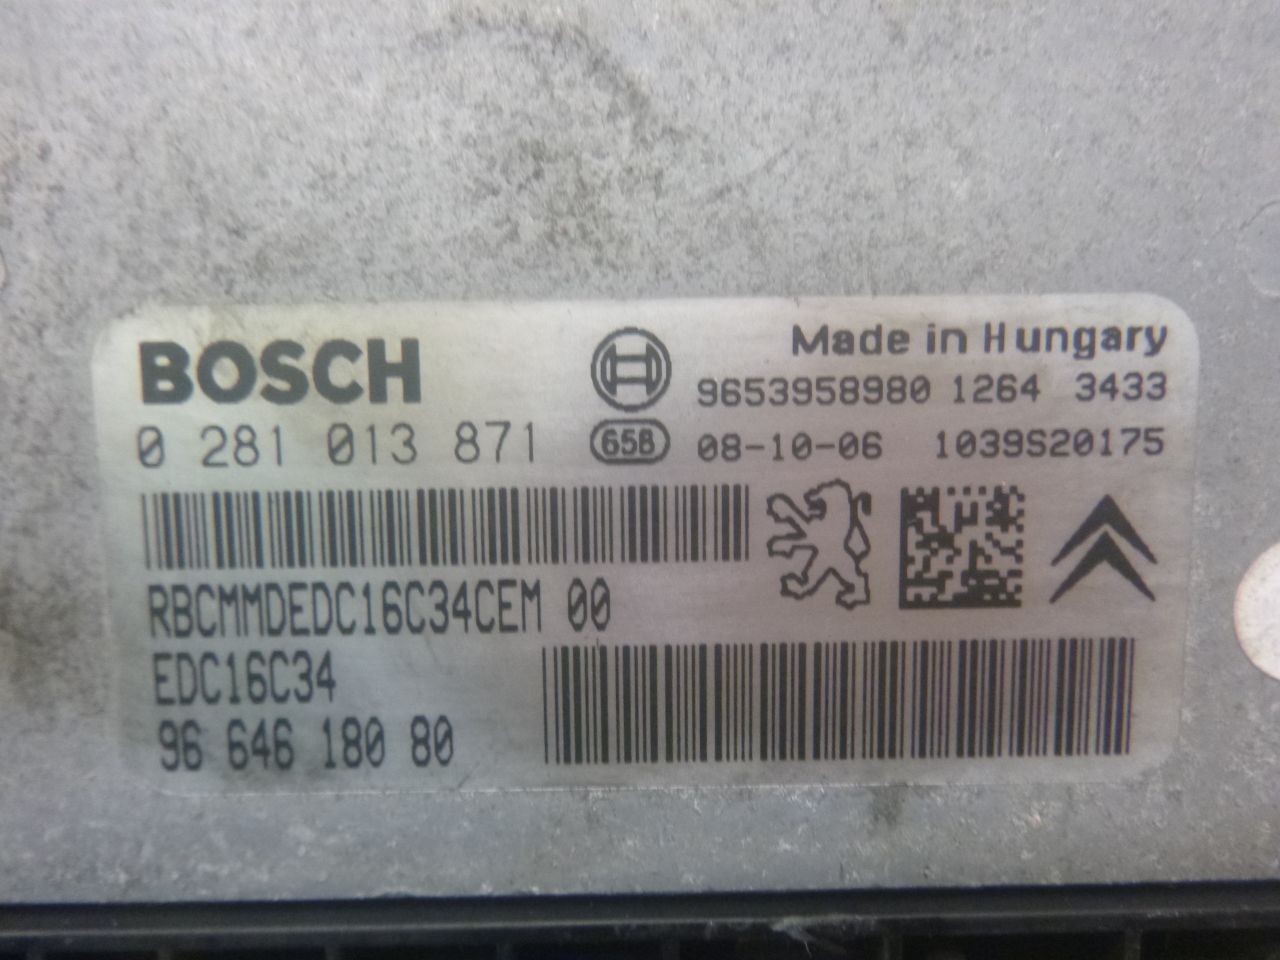 BOSCH
Made in Hungary
9653958980 1264 3433
0 281 013 871
658
08-10-06 1039S20175
RBCMMDEDC16C34CEM 00
EDC16C34
96 646 180 80